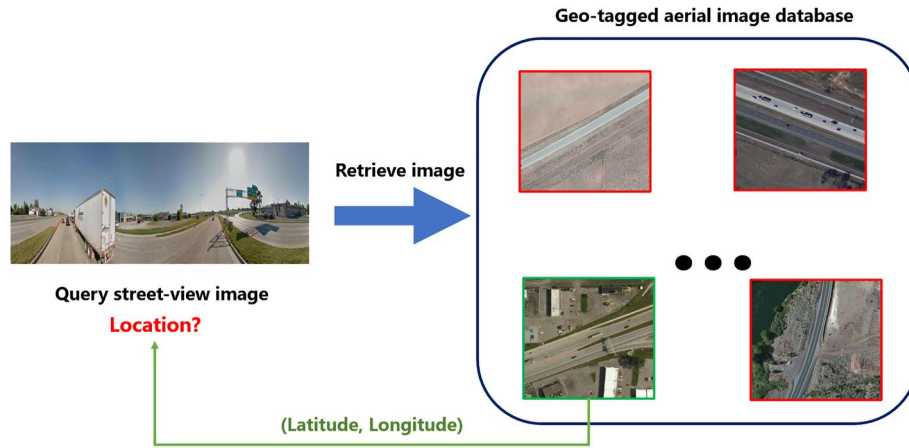 Geo-tagged aerial image database
Retrieve image
Query street-view image
Location?
(Latitude, Longitude)